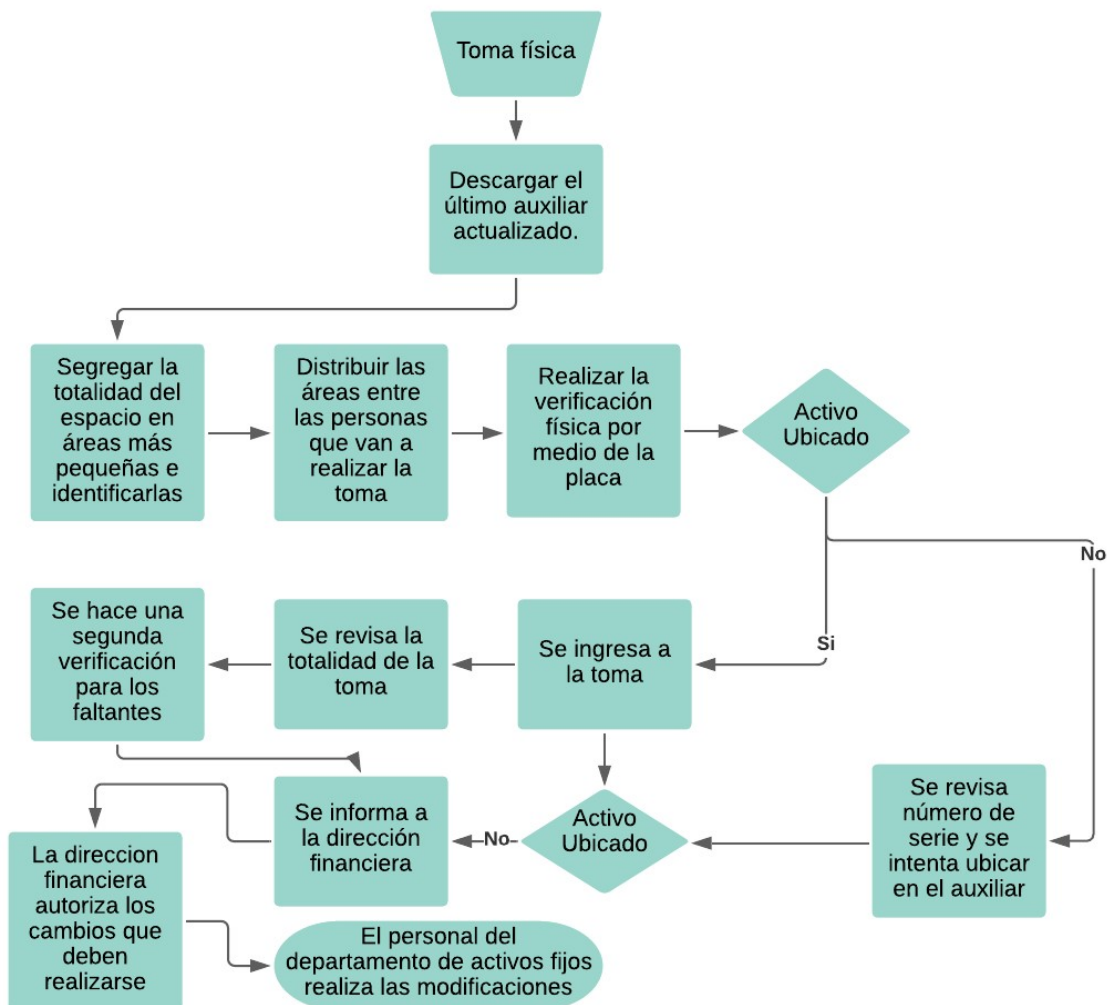 Toma física
Descargar el
último auxiliar
actualizado.
Segregar la
totalidad del
espacio en
áreas más
pequeñas e
identificarlas
Distribuir las
áreas entre
las personas
que van a
realizar la
toma
Realizar la
verificación
física por
medio de la
placa
Activo
Ubicado
No
Si
Se hace una
segunda
verificación
para los
faltantes
Se revisa la
totalidad de la
toma
Se ingresa a
la toma
Se informa a
la dirección
financiera
No
Activo
Ubicado
Se revisa
número de
serie y se
intenta ubicar
en el auxiliar
La direccion
financiera
autoriza los
cambios que
deben
realizarse
El personal del
departamento de activos fijos
realiza las modificaciones